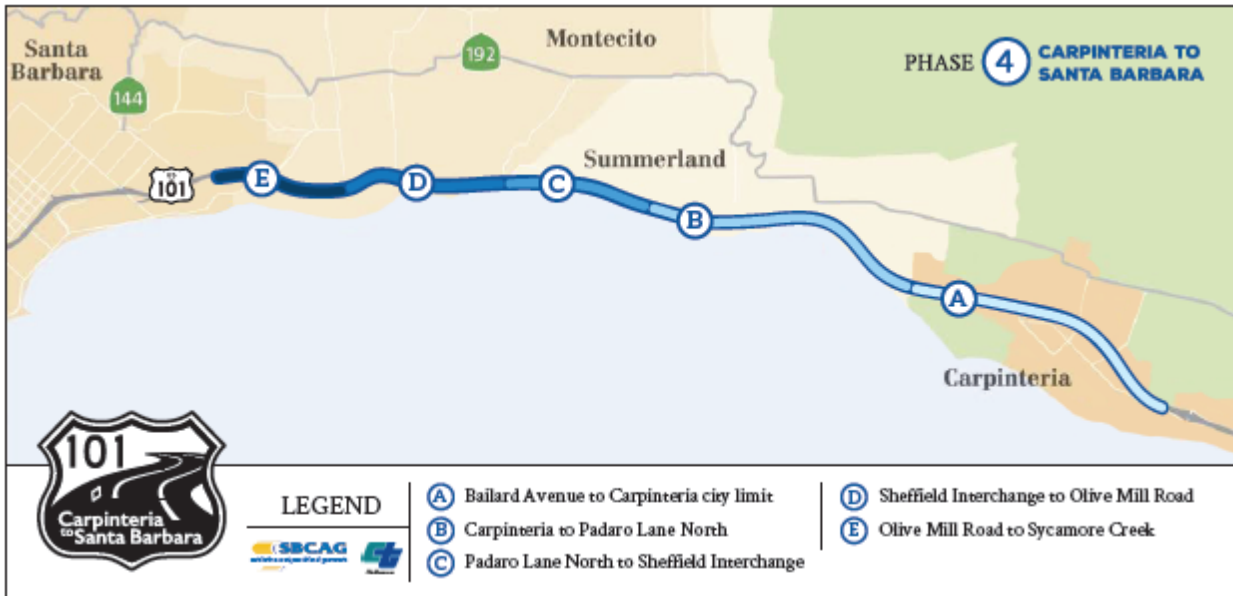 Santa
Barbara
144
192
Montecito
PHASE 4 CARPINTERIA TO
SANTA BARBARA
Summerland
US
101
E
D
C
B
A
Carpinteria
101
Carpinteria
to Santa Barbara
LEGEND
SBCAG
A Bailard Avenue to Carpinteria city limit
B Carpinteria to Padaro Lane North
C Padaro Lane North to Sheffield Interchange
D Sheffield Interchange to Olive Mill Road
E Olive Mill Road to Sycamore Creek